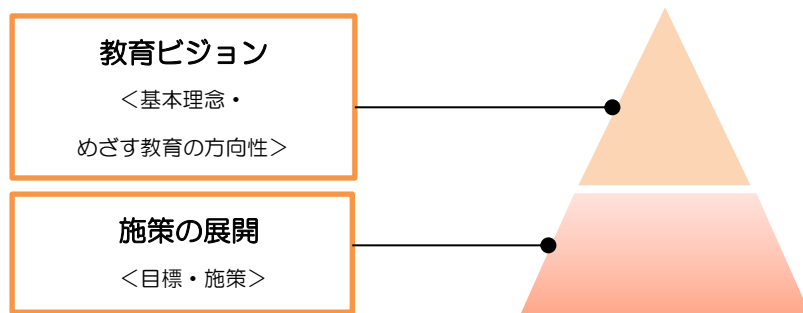 教育ビジョン
＜基本理念・
めざす教育の方向性＞
施策の展開
＜目標・施策＞